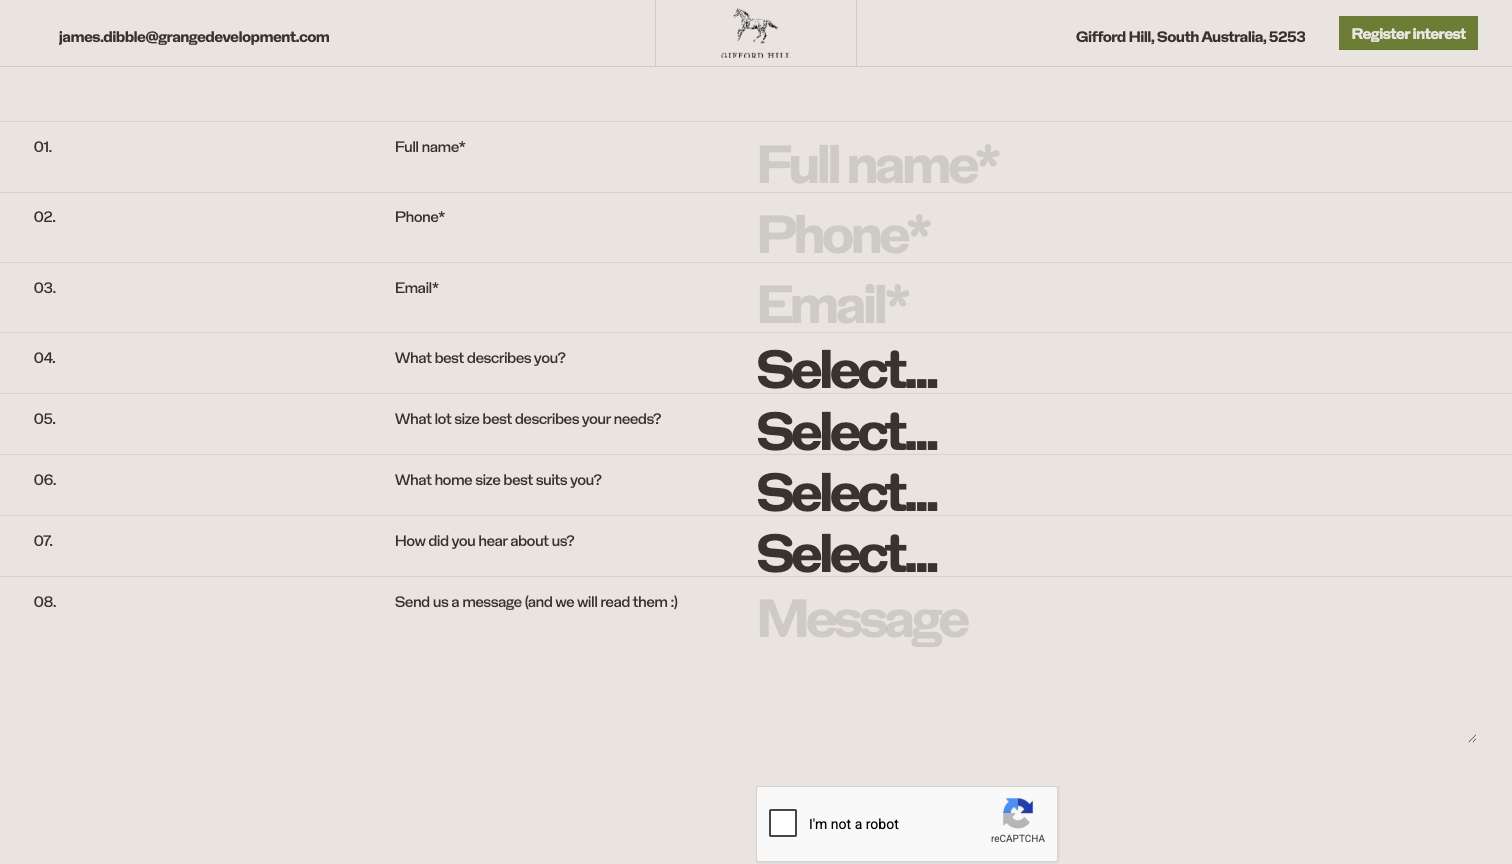 james.dibble@grangedevelopment.com
GIFFORD HILL
Gifford Hill, South Australia, 5253
Register interest
01.
Full name*
Full name*
02.
Phone*
Phone*
03.
Email*
Email*
04.
What best describes you?
Select...
05.
What lot size best describes your needs?
Select...
06.
What home size best suits you?
Select...
07.
How did you hear about us?
Select...
08.
Send us a message (and we will read them :)
Message
I'm not a robot
reCAPTCHA